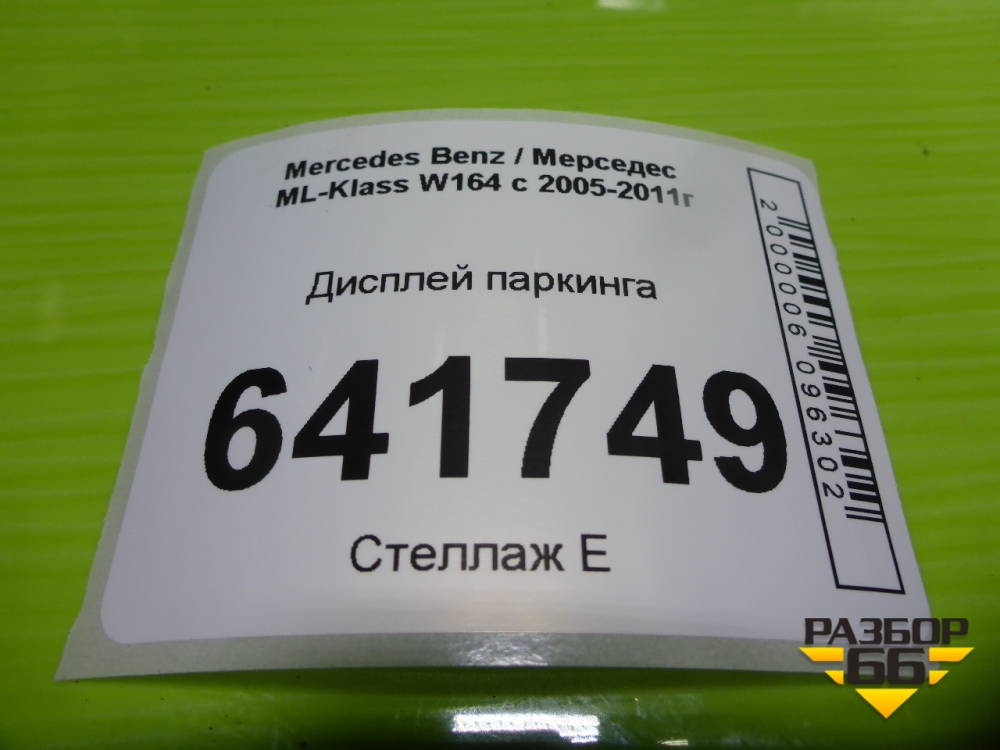 Mercedes Benz / Мерседес
ML-Klass W164 с 2005-2011г
Дисплей паркинга
641749
Стеллаж Е
2000006096302
РАЗБОР
66